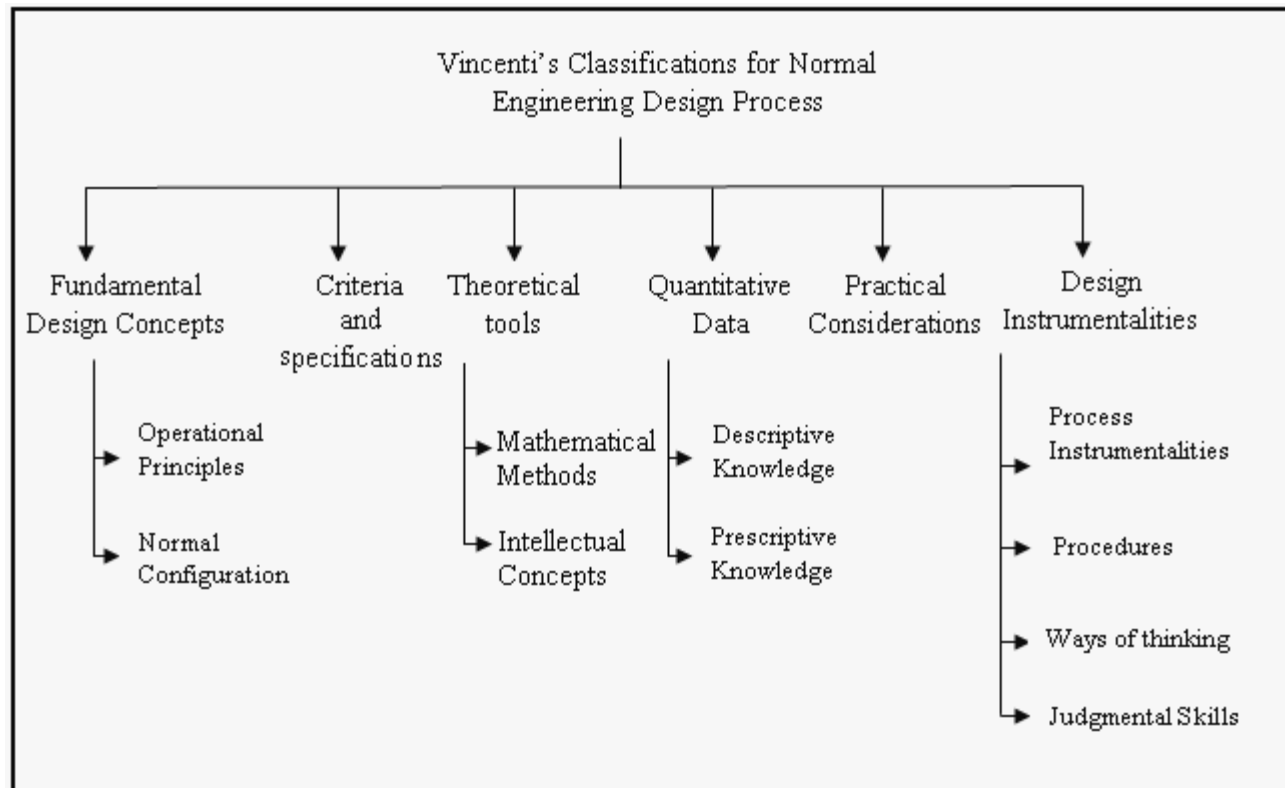 Vincenti's Classifications for Normal
Engineering Design Process
Fundamental
Design Concepts
Criteria
and
specifications
Theoretical
tools
Quantitative
Data
Practical
Considerations
Design
Instrumentalities
Operational
Principles
Normal
Configuration
Mathematical
Methods
Intellectual
Concepts
Descriptive
Knowledge
Prescriptive
Knowledge
Process
Instrumentalities
Procedures
Ways of thinking
Judgmental Skills